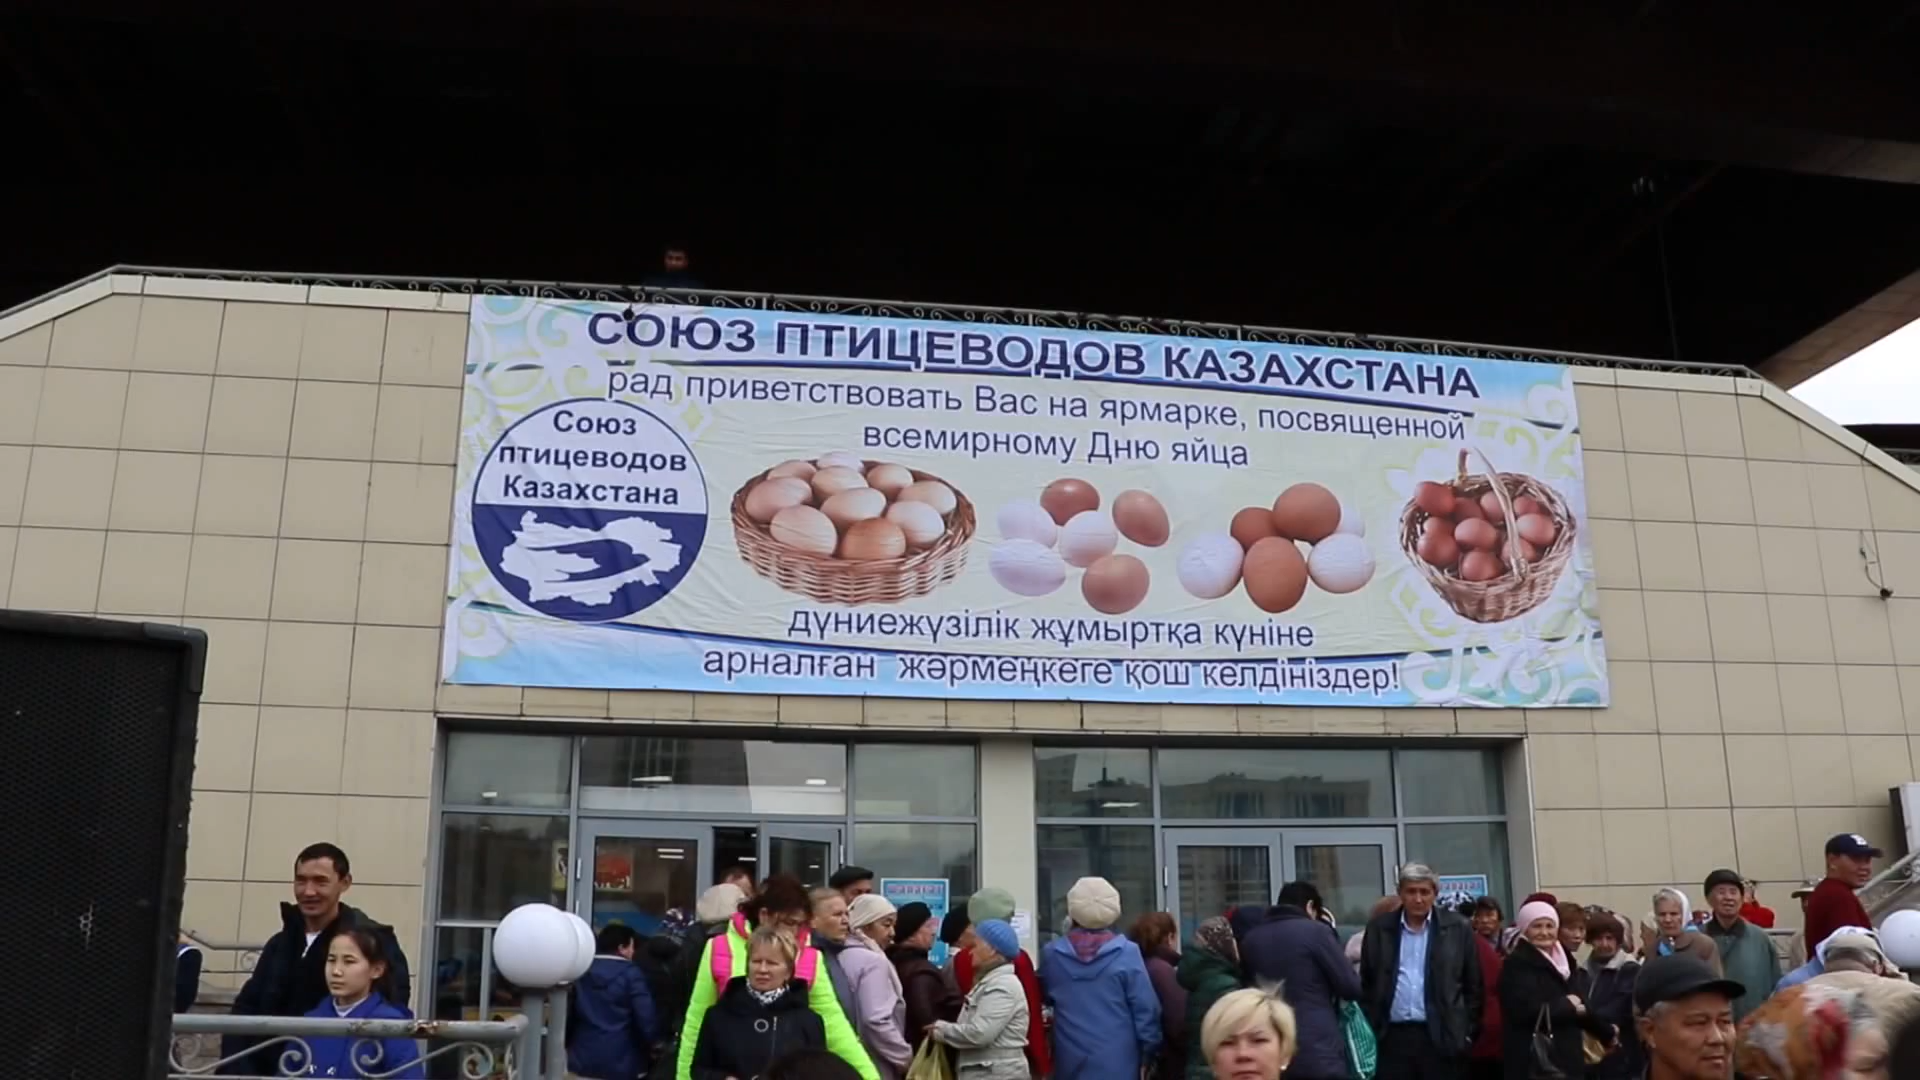 СОЮЗ ПТИЦЕВОДОВ КАЗАХСТАНА
рад приветствовать Вас на ярмарке, посвященной
всемирному Дню яйца
Союз
птицеводов
Казахстана
дүниежүзілік жұмыртқа күніне
арналған жәрмеңкеге қош келдініздер!